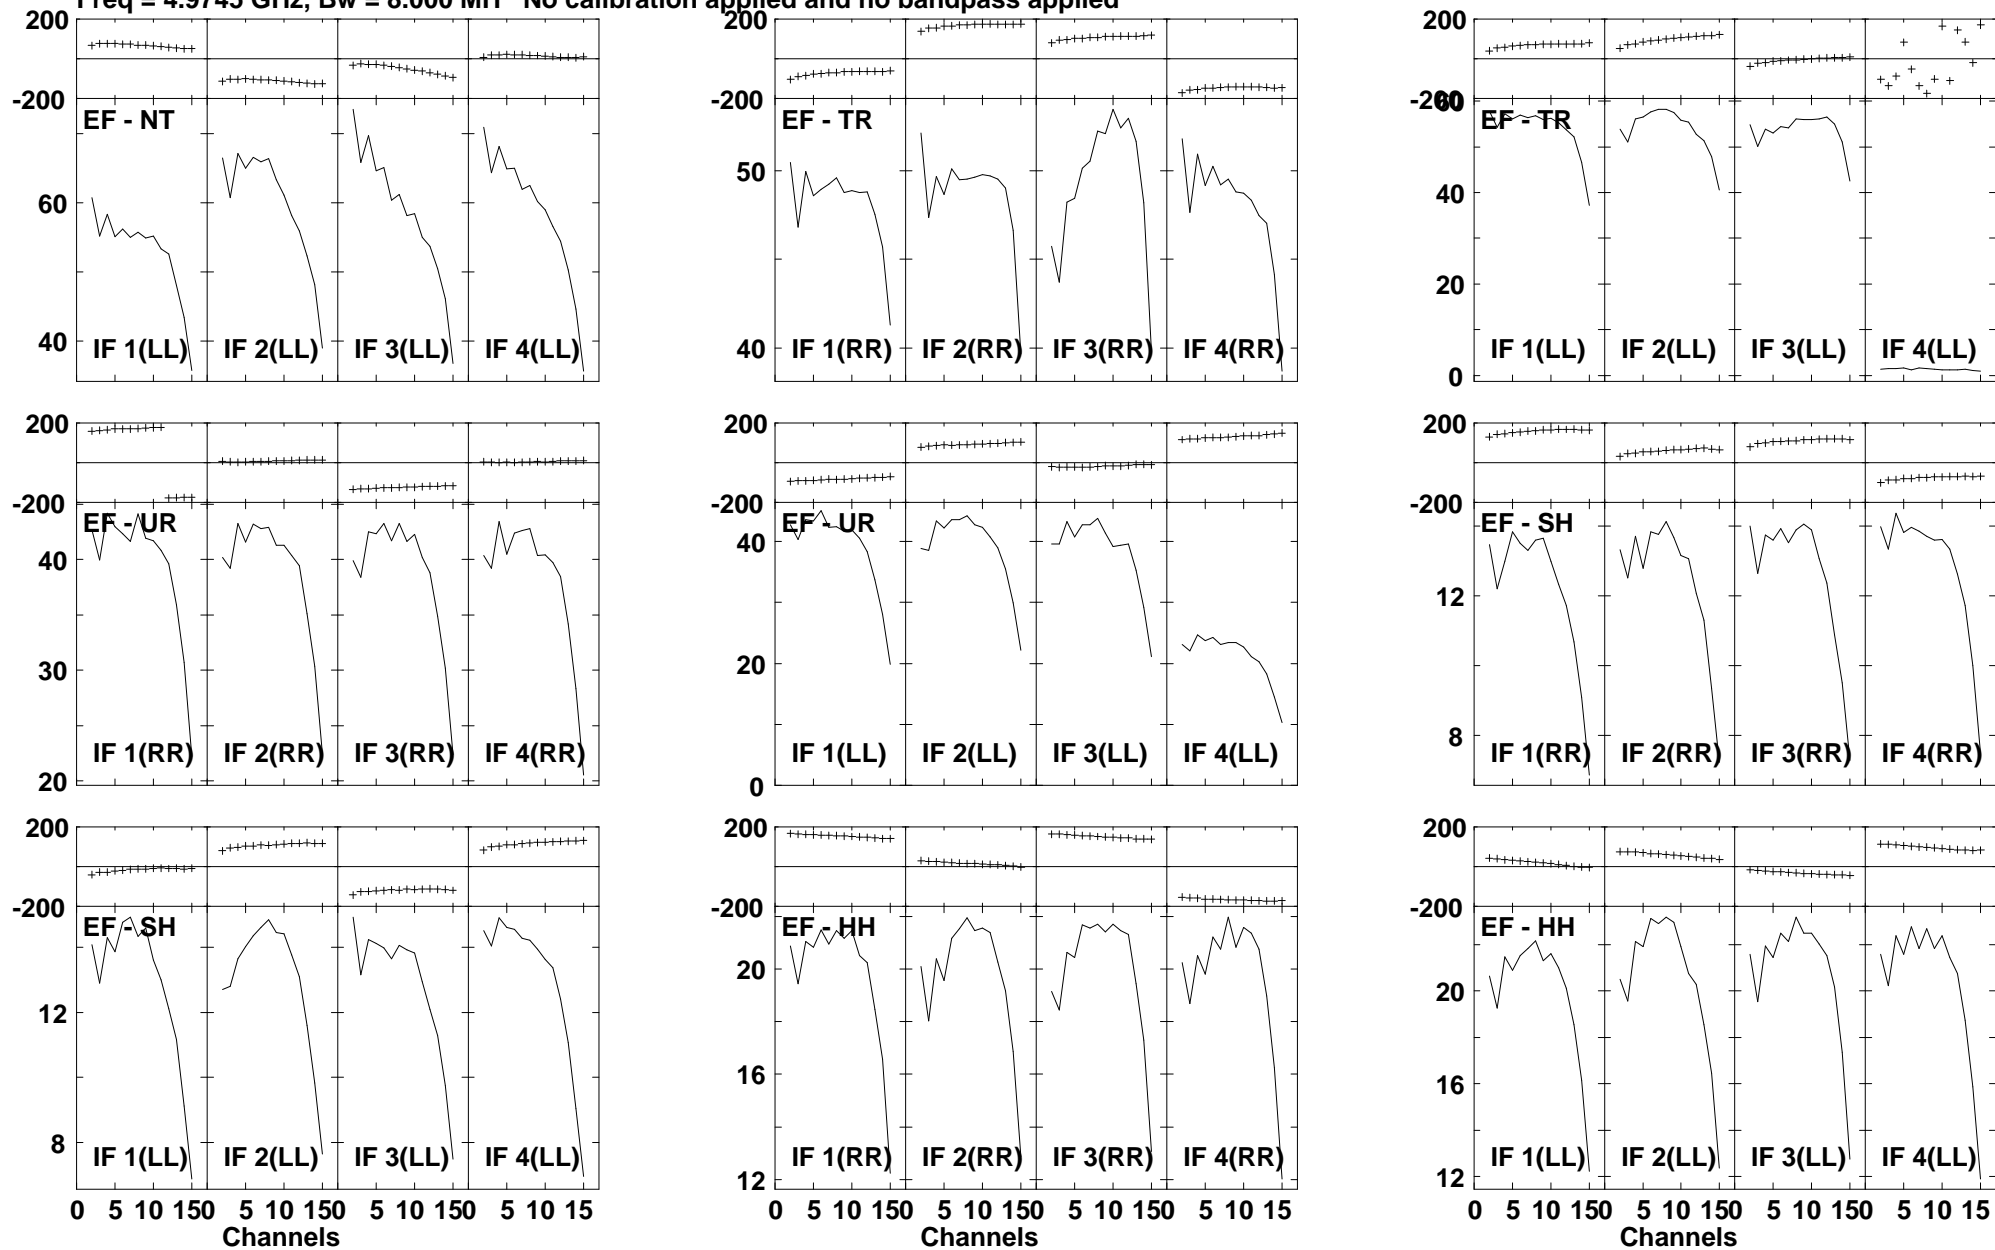 Freq = 4.9745 GHz, Bw = 8.000 MH No calibration applied and no bandpass applied
200
-200
EF - NT
60
40
IF 1(LL) IF 2(LL) IF 3(LL) IF 4(LL)
200
-200
EF - TR
50
40
IF 1(RR) IF 2(RR) IF 3(RR) IF 4(RR)
200
-200
60
EF - TR
40
20
0
IF 1(LL) IF 2(LL) IF 3(LL) IF 4(LL)
200
-200
EF - UR
40
30
20
IF 1(RR) IF 2(RR) IF 3(RR) IF 4(RR)
200
-200
EF - UR
40
20
0
IF 1(LL) IF 2(LL) IF 3(LL) IF 4(LL)
200
-200
EF - SH
12
8
IF 1(RR) IF 2(RR) IF 3(RR) IF 4(RR)
200
-200
EF - SH
12
8
IF 1(LL) IF 2(LL) IF 3(LL) IF 4(LL)
0 5 10 15 0 5 10 15 0 5 10 15 0 5 10 15
Channels
200
-200
EF - HH
20
16
12
IF 1(RR) IF 2(RR) IF 3(RR) IF 4(RR)
0 5 10 15 0 5 10 15 0 5 10 15 0 5 10 15
Channels
200
-200
EF - HH
20
16
12
IF 1(LL) IF 2(LL) IF 3(LL) IF 4(LL)
0 5 10 15 0 5 10 15 0 5 10 15 0 5 10 15
Channels